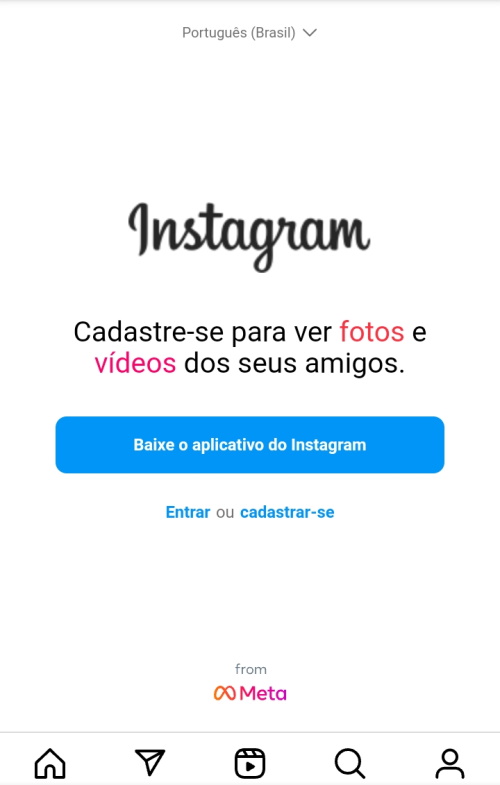 Português (Brasil)
Instagram
Cadastre-se para ver fotos e
vídeos dos seus amigos.
Baixe o aplicativo do Instagram
Entrar ou cadastrar-se
from
Meta